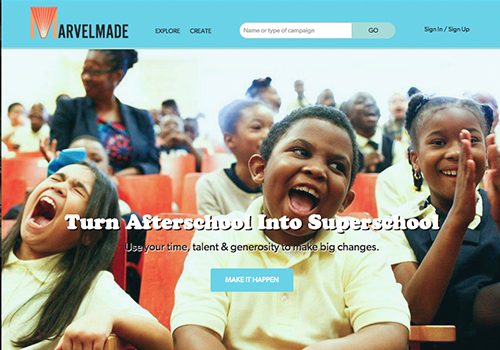 MARVELMADE
EXPLORE CREATE
Name or type of campaign
GO
Sign In / Sign Up
Turn Afterschool Into Superschool
Use your time, talent & generosity to make big changes.
MAKE IT HAPPEN